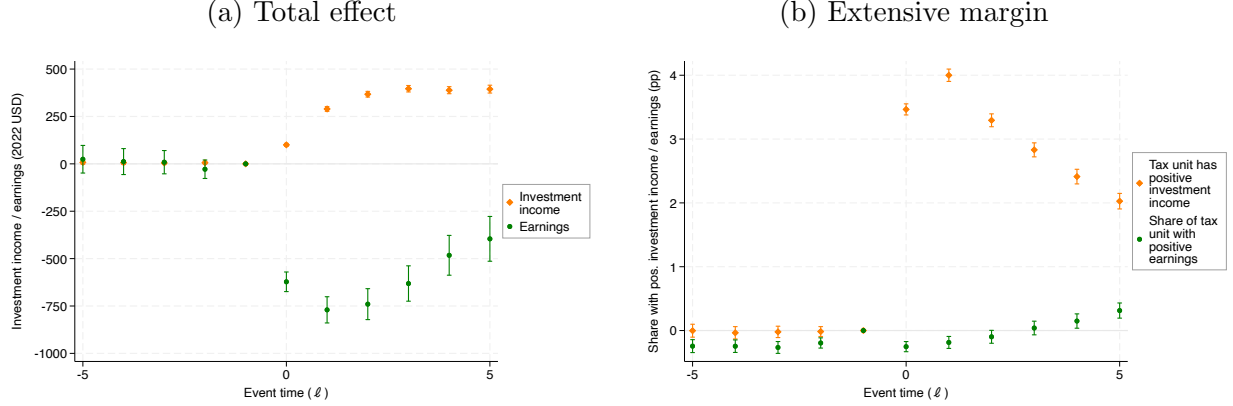 (a) Total effect
Investment income / earnings (2022 USD)
500
250
0
-250
-500
-750
-1000
-5
0
5
Event time (ℓ)
Investment
income
Earnings
(b) Extensive margin
Share with pos. investment income / earnings (pp)
4
3
2
1
0
-5
0
5
Event time (ℓ)
Tax unit has
positive
investment
income
Share of tax
unit with
positive
earnings